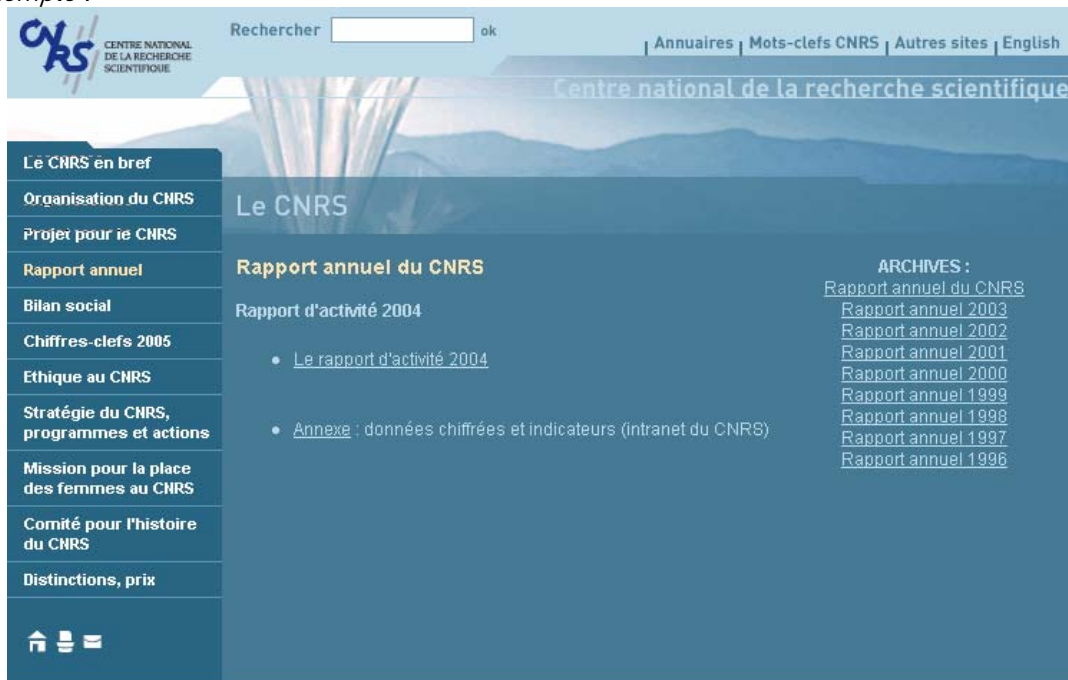 CNRS
CENTRE NATIONAL
DE LA RECHERCHE
SCIENTIFIQUE
Rechercher ok
Annuaires Mots-clefs CNRS Autres sites English
Centre national de la recherche scientifique
Le CNRS en bref
Organisation du CNRS
Projet pour le CNRS
Rapport annuel
Bilan social
Chiffres-clefs 2005
Ethique au CNRS
Stratégie du CNRS,
programmes et actions
Mission pour la place
des femmes au CNRS
Comité pour l'histoire
du CNRS
Distinctions, prix
Le CNRS
Rapport annuel du CNRS
Rapport d'activité 2004
• Le rapport d'activité 2004
• Annexe : données chiffrées et indicateurs (intranet du CNRS)
ARCHIVES :
Rapport annuel du CNRS
Rapport annuel 2003
Rapport annuel 2002
Rapport annuel 2001
Rapport annuel 2000
Rapport annuel 1999
Rapport annuel 1998
Rapport annuel 1997
Rapport annuel 1996